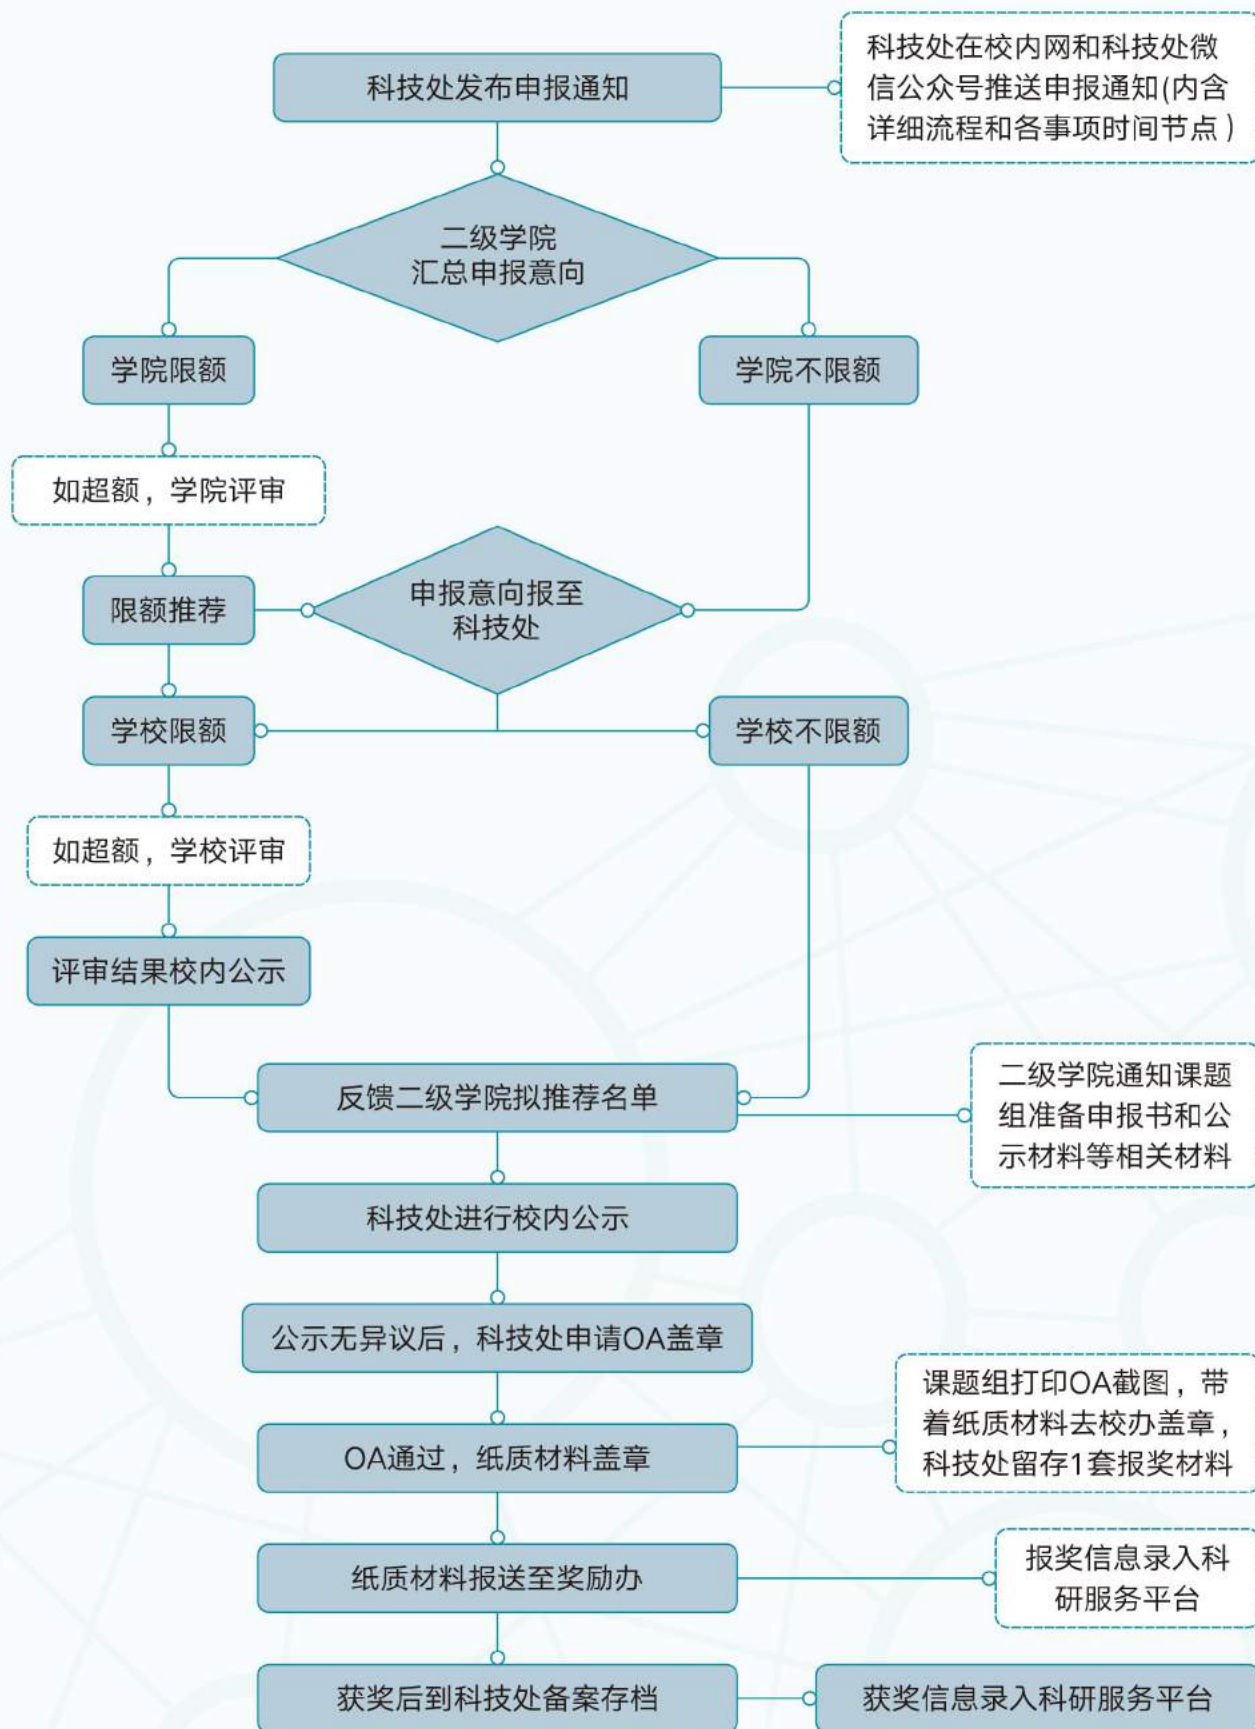 科技处发布申报通知
科技处在校内网和科技处微
信公众号推送申报通知(内含
详细流程和各事项时间节点)
二级学院
汇总申报意向
学院限额
学院不限额
如超额，学院评审
限额推荐
申报意向报至
科技处
学校限额
学校不限额
如超额，学校评审
评审结果校内公示
反馈二级学院拟推荐名单
二级学院通知课题
组准备申报书和公
示材料等相关材料
科技处进行校内公示
公示无异议后，科技处申请OA盖章
OA通过，纸质材料盖章
课题组打印OA截图，带
着纸质材料去校办盖章，
科技处留存1套报奖材料
纸质材料报送至奖励办
报奖信息录入科
研服务平台
获奖后到科技处备案存档
获奖信息录入科研服务平台